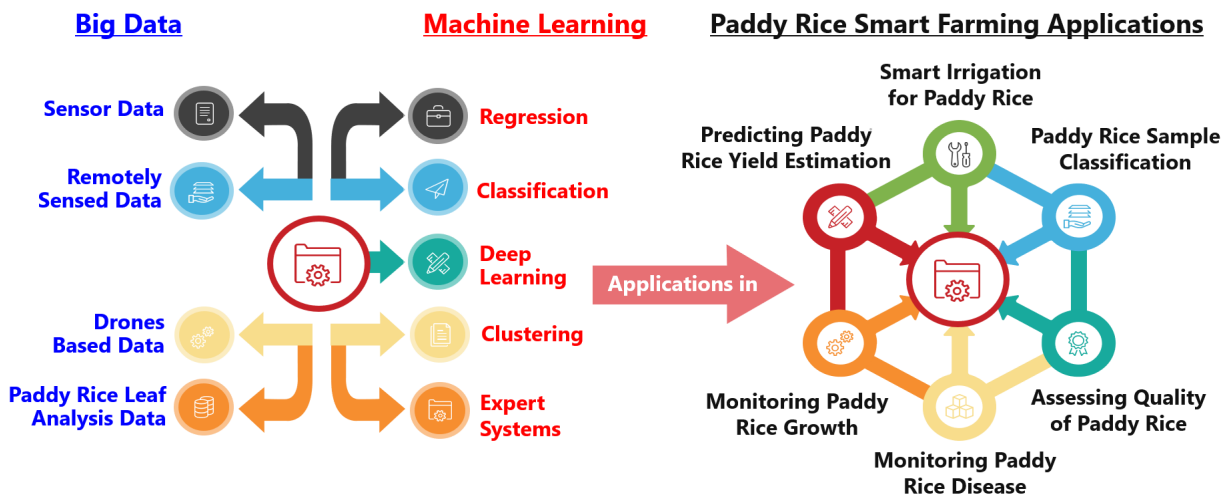 Big Data
Machine Learning
Paddy Rice Smart Farming Applications
Sensor Data
Remotely
Sensed Data
Drones
Based Data
Paddy Rice Leaf
Analysis Data
Regression
Classification
Deep
Learning
Clustering
Expert
Systems
Applications in
Smart Irrigation
for Paddy Rice
Predicting Paddy
Rice Yield Estimation
Paddy Rice Sample
Classification
Monitoring Paddy
Rice Growth
Assessing Quality
of Paddy Rice
Monitoring Paddy
Rice Disease